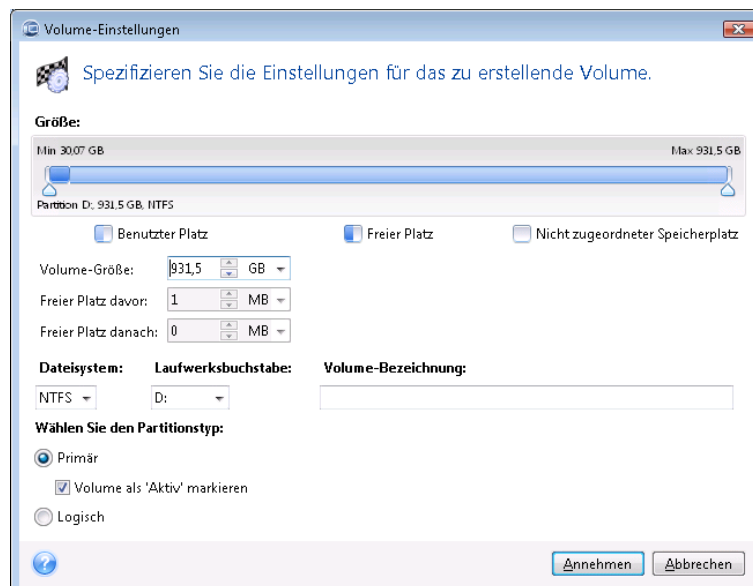 Volume-Einstellungen
Spezifizieren Sie die Einstellungen für das zu erstellende Volume.
Größe:
Min 30,07 GB Max 931,5 GB
Partition D:, 931,5 GB, NTFS
Benutzter Platz Freier Platz Nicht zugeordneter Speicherplatz
Volume-Größe: 931,5 GB
Freier Platz davor: 1 MB
Freier Platz danach: 0 MB
Dateisystem: Laufwerksbuchstabe: Volume-Bezeichnung:
NTFS D:
Wählen Sie den Partitionstyp:
Primär
Volume als 'Aktiv' markieren
Logisch
? Annehmen Abbrechen